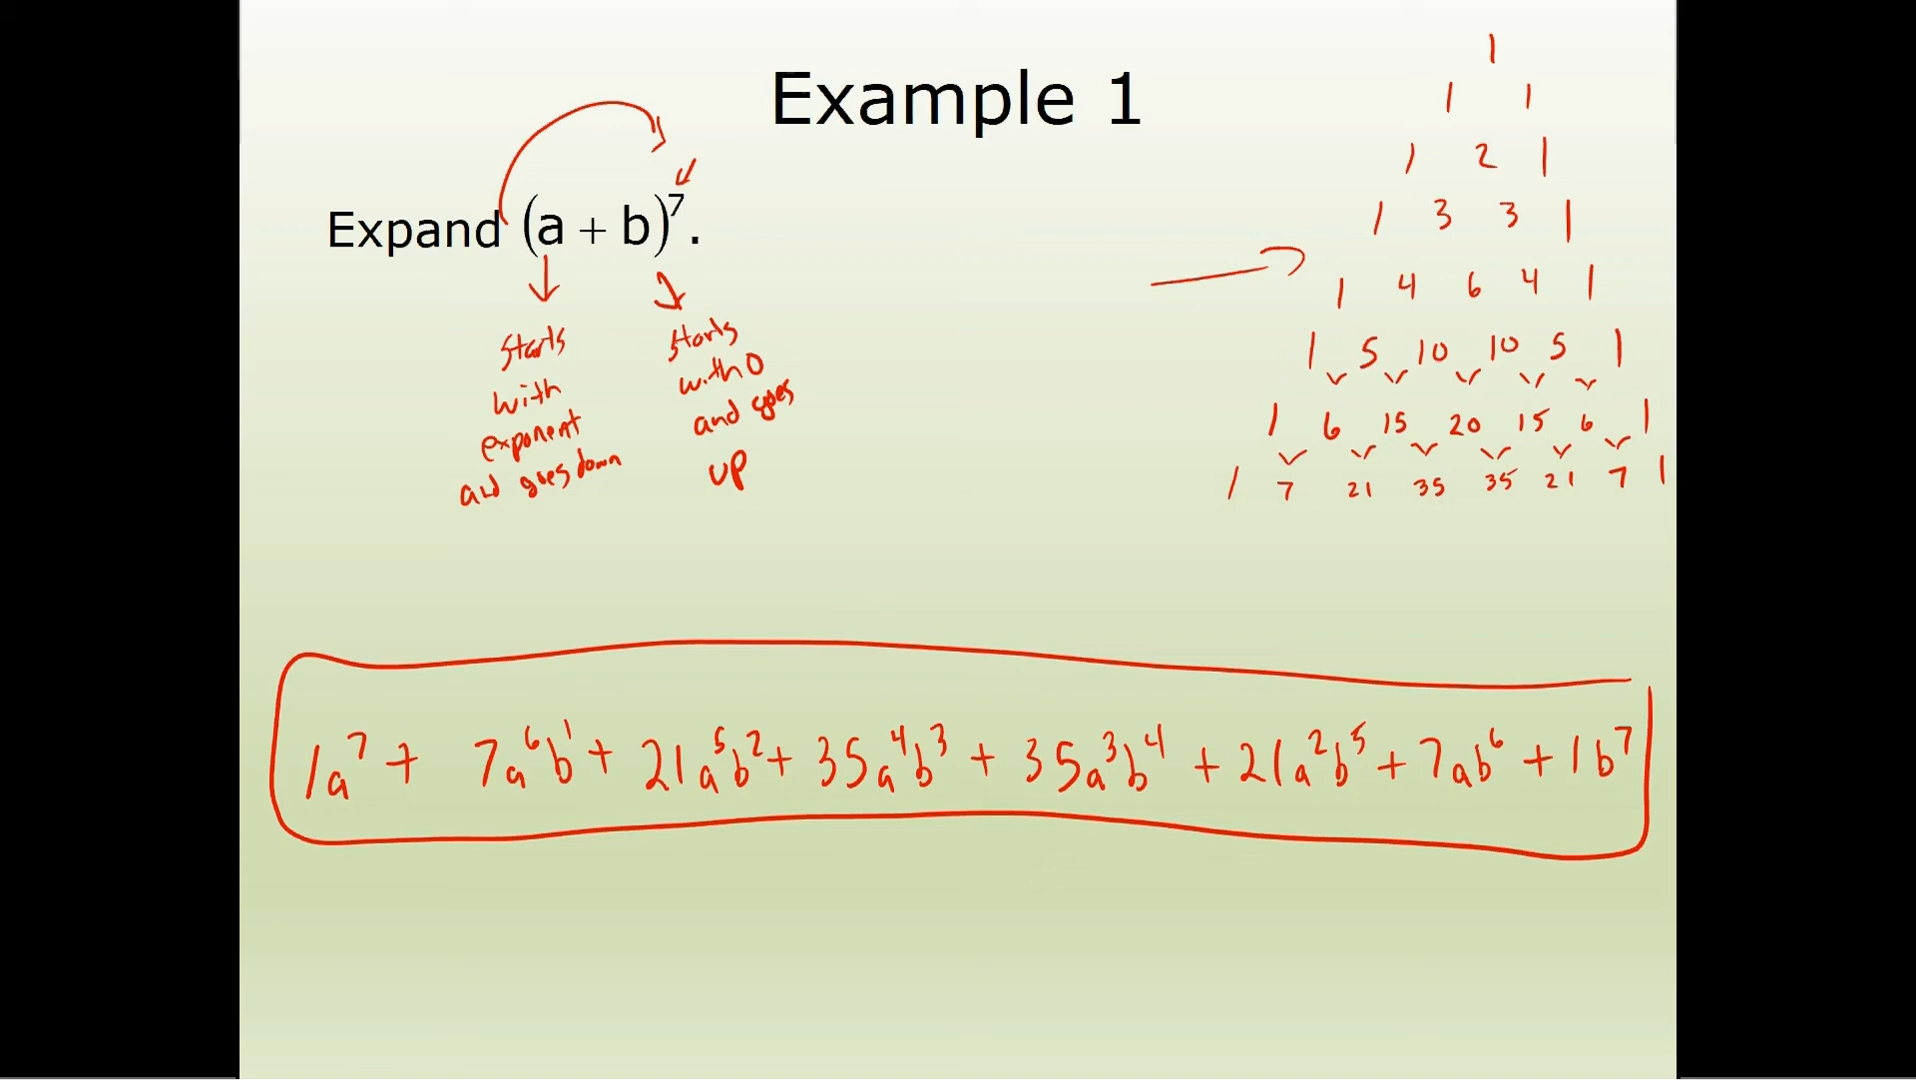 Example 1
Expand (a + b)⁷.
starts
with
exponent
and goes down
starts
with 0
and goes
up
1
1 1
1 2 1
1 3 3 1
1 4 6 4 1
1 5 10 10 5 1
1 6 15 20 15 6 1
1 7 21 35 35 21 7 1
1a⁷ + 7a⁶b¹ + 21a⁵b² + 35a⁴b³ + 35a³b⁴ + 21a²b⁵ + 7ab⁶ + 1b⁷